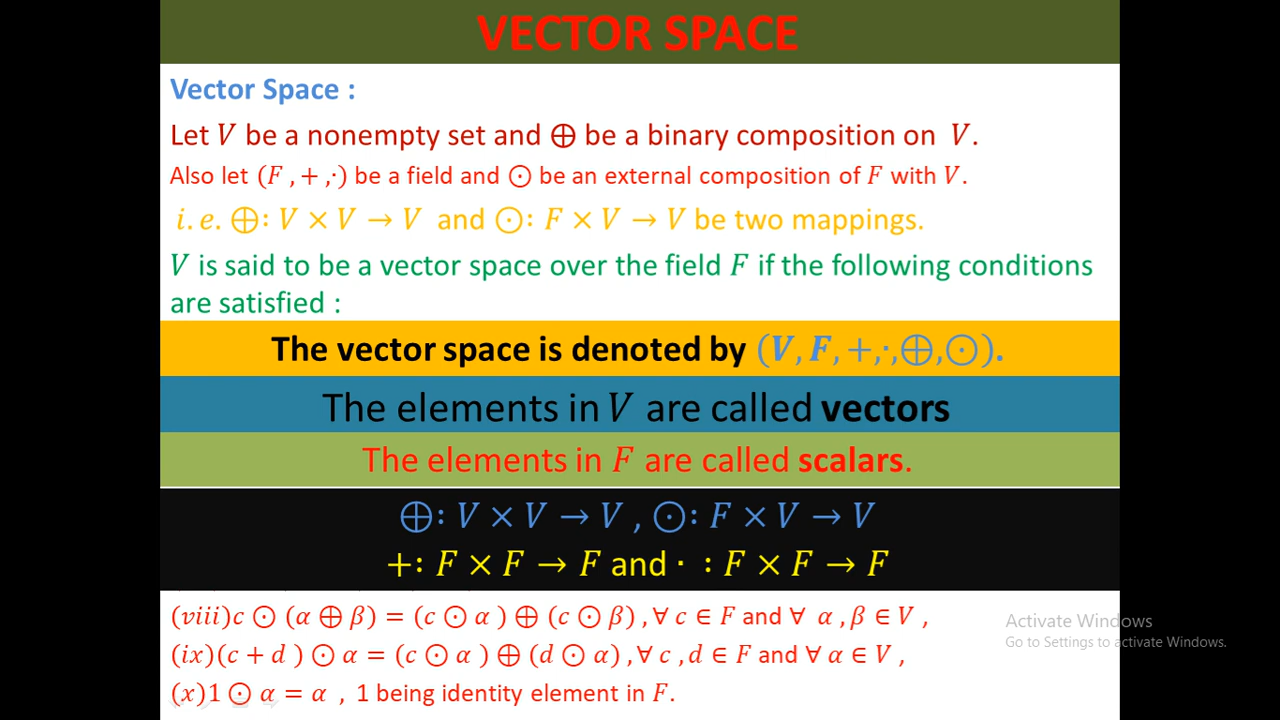 VECTOR SPACE
Vector Space :
Let V be a nonempty set and ⊕ be a binary composition on V.
Also let (F , + ,·) be a field and ⊙ be an external composition of F with V.
i. e. ⊕: V × V → V and ⊙: F × V → V be two mappings.
V is said to be a vector space over the field F if the following conditions
are satisfied :
The vector space is denoted by (V, F, +,·,⊕,⊙).
The elements in V are called vectors
The elements in F are called scalars.
⊕: V × V → V , ⊙: F × V → V
+: F × F → F and · : F × F → F
(viii)c ⊙ (α ⊕ β) = (c ⊙ α ) ⊕ (c ⊙ β) , ∀ c ∈ F and ∀ α , β ∈ V ,
(ix)(c + d ) ⊙ α = (c ⊙ α) ⊕ (d ⊙ α) , ∀ c , d ∈ F and ∀ α ∈ V ,
(x)1 ⊙ α = α , 1 being identity element in F.
Activate Windows
Go to Settings to activate Windows.